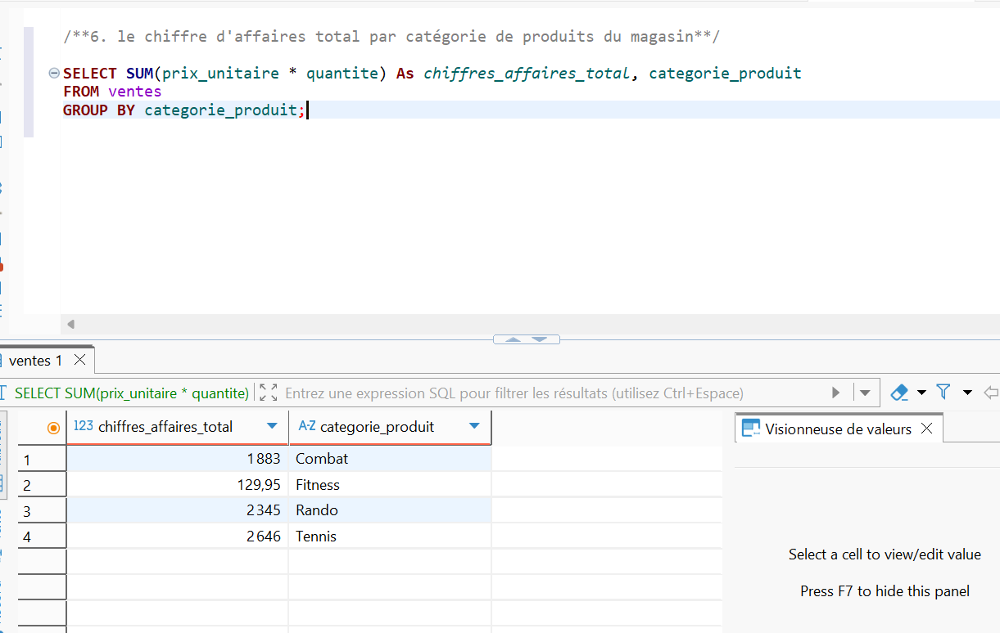 /**6. le chiffre d'affaires total par catégorie de produits du magasin**/
SELECT SUM(prix_unitaire * quantite) As chiffres_affaires_total, categorie_produit
FROM ventes
GROUP BY categorie_produit;
ventes 1
SELECT SUM(prix_unitaire * quantite) Entrez une expression SQL pour filtrer les résultats (utilisez Ctrl+Espace)
123 chiffres_affaires_total A-Z categorie_produit
Visionneuse de valeurs
1 1 883 Combat
2 129,95 Fitness
3 2 345 Rando
4 2 646 Tennis
Select a cell to view/edit value
Press F7 to hide this panel